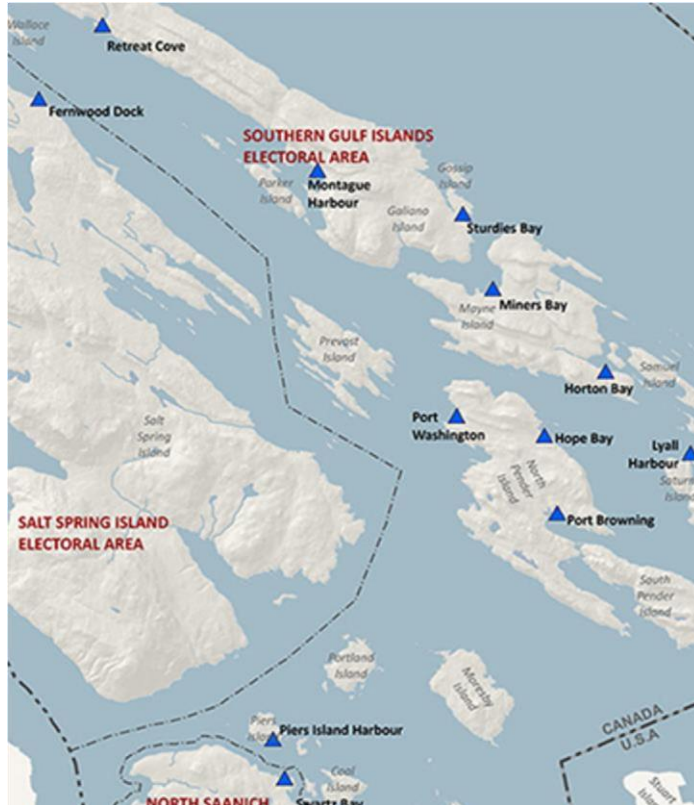 Wallace
Island
Retreat Cove
Fernwood Dock
SOUTHERN GULF ISLANDS
ELECTORAL AREA
Gossip
Island
Parker
Island
Montague
Harbour
Galiano
Island
Sturdies Bay
Mayne
Island
Miners Bay
Prevost
Island
Samuel
Island
Horton Bay
Port
Washington
Hope Bay
Lyall
Harbour
Salt
Spring
Island
North
Pender
Island
Saturn
Island
SALT SPRING ISLAND
ELECTORAL AREA
Port Browning
South
Pender
Island
Portland
Island
Moresby
Island
Piers
Island
Piers Island Harbour
CANADA
U.S.A
Coal
Island
Swartz Bay
NORTH SAANICH
Stuart
Island